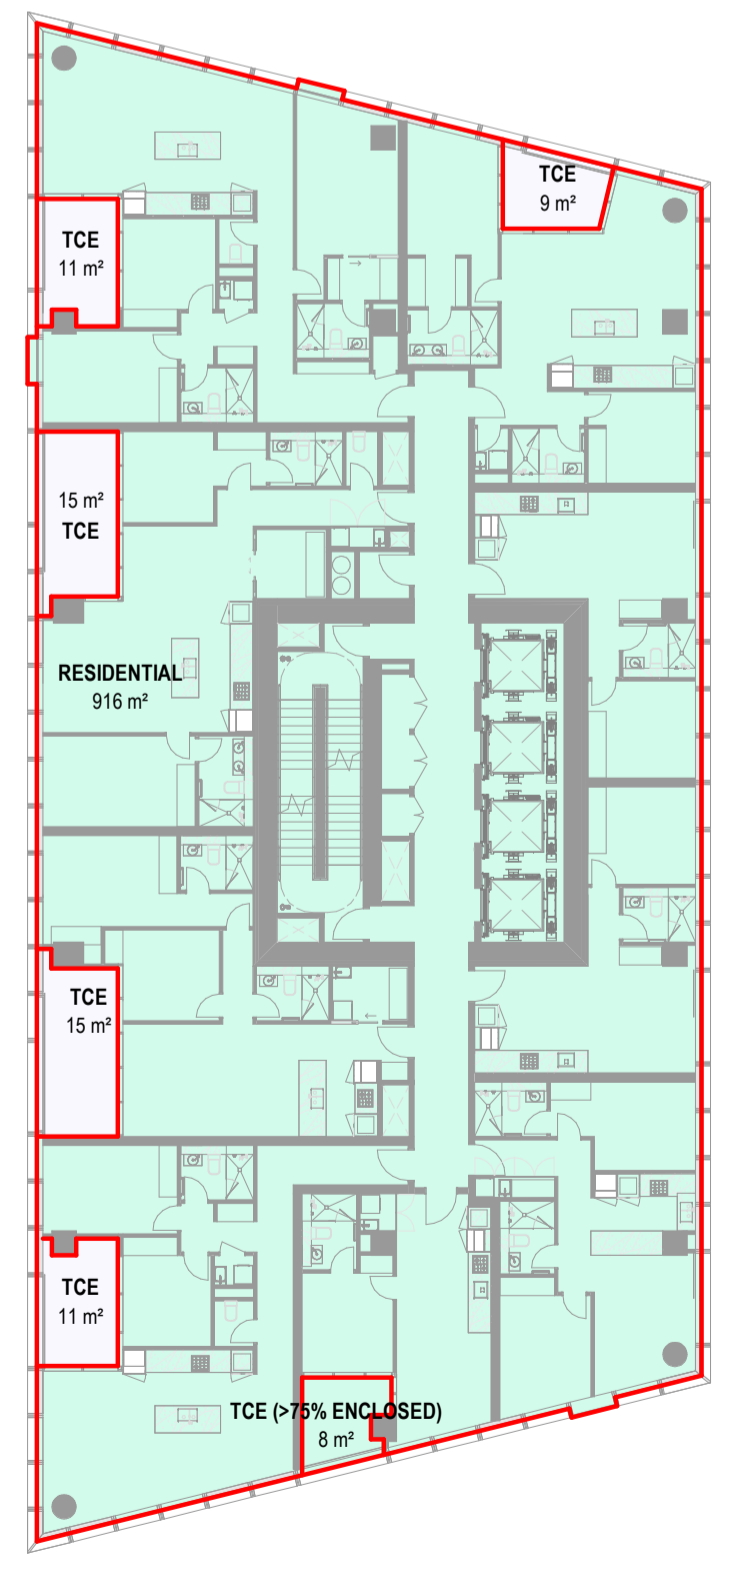 TCE
9 m²
TCE
11 m²
15 m²
TCE
RESIDENTIAL
916 m²
TCE
15 m²
TCE
11 m²
TCE (>75% ENCLOSED)
8 m²